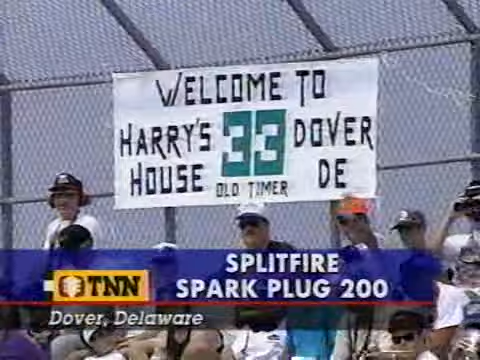 WELCOME TO
HARRY'S 33 DOVER
HOUSE OLD TIMER DE
SPLITFIRE
TNN SPARK PLUG 200
Dover, Delaware